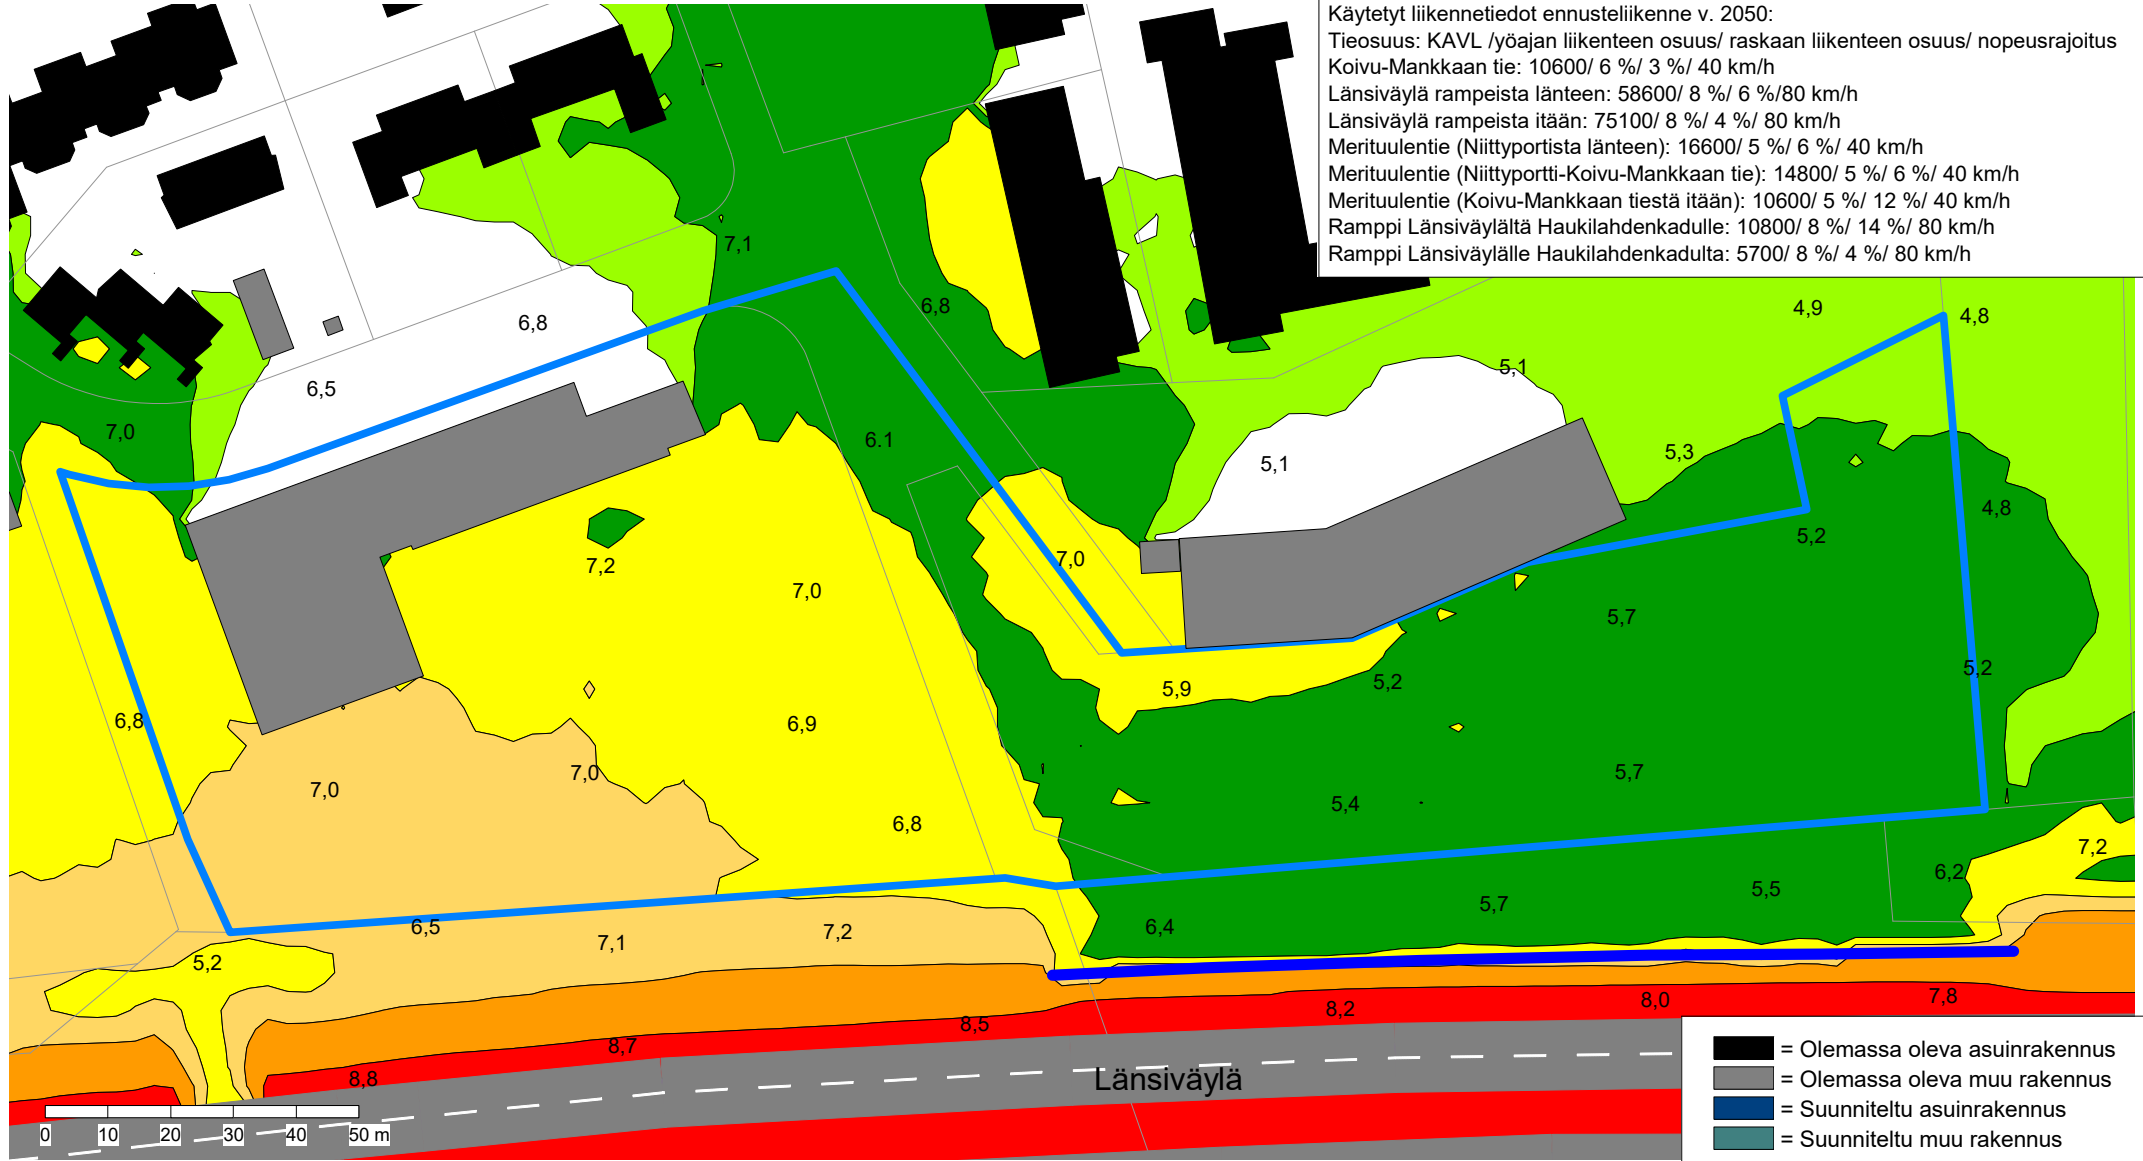 Käytetyt liikennetiedot ennusteliikenne v. 2050:
Tieosuus: KAVL /yöajan liikenteen osuus/ raskaan liikenteen osuus/ nopeusrajoitus
Koivu-Mankkaan tie: 10600/ 6 %/ 3 %/ 40 km/h
Länsiväylä rampeista länteen: 58600/ 8 %/ 6 %/80 km/h
Länsiväylä rampeista itään: 75100/ 8 %/ 4 %/ 80 km/h
Merituulentie (Niittyportista länteen): 16600/ 5 %/ 6 %/ 40 km/h
Merituulentie (Niittyportti-Koivu-Mankkaan tie): 14800/ 5 %/ 6 %/ 40 km/h
Merituulentie (Koivu-Mankkaan tiestä itään): 10600/ 5 %/ 12 %/ 40 km/h
Ramppi Länsiväylältä Haukilahdenkadulle: 10800/ 8 %/ 14 %/ 80 km/h
Ramppi Länsiväylälle Haukilahdenkadulta: 5700/ 8 %/ 4 %/ 80 km/h
7,1
6,8
4,9
4,8
6,8
5,1
6,5
7,0
6.1
5,3
5,1
4,8
5,2
7,0
7,2
7,0
5,7
5,2
5,2
5,9
6,8
6,9
7,0
5,7
7,0
5,4
6,8
7,2
6,2
5,5
5,7
6,5
6,4
7,2
7,1
5,2
7,8
8,0
8,2
8,5
8,7
8,8
Länsiväylä
0 10 20 30 40 50 m
= Olemassa oleva asuinrakennus
= Olemassa oleva muu rakennus
= Suunniteltu asuinrakennus
= Suunniteltu muu rakennus